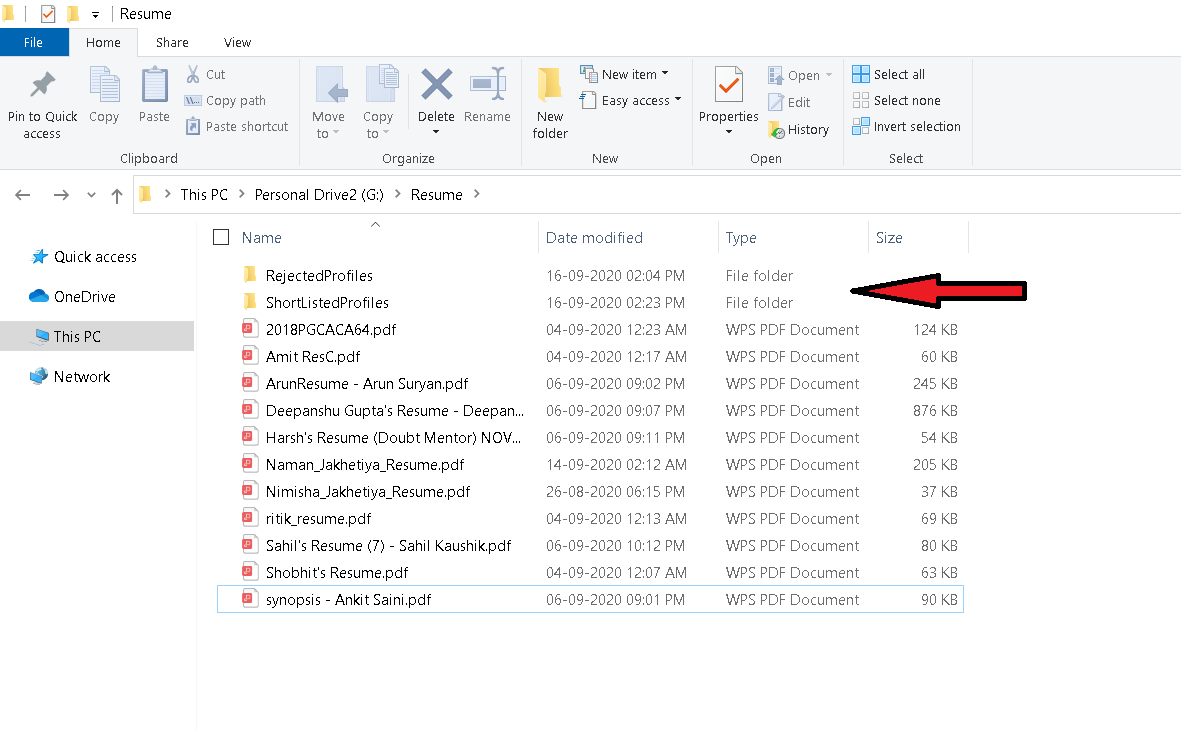 Resume
File Home Share View
Pin to Quick access
Copy
Paste
Cut
Copy path
Paste shortcut
Clipboard
Move to
Copy to
Delete
Rename
Organize
New folder
New item
Easy access
New
Properties
Open
Edit
History
Open
Select all
Select none
Invert selection
Select
This PC > Personal Drive2 (G:) > Resume >
Quick access
OneDrive
This PC
Network
Name Date modified Type Size
RejectedProfiles 16-09-2020 02:04 PM File folder
ShortListedProfiles 16-09-2020 02:23 PM File folder
2018PGCACA64.pdf 04-09-2020 12:23 AM WPS PDF Document 124 KB
Amit ResC.pdf 04-09-2020 12:17 AM WPS PDF Document 60 KB
ArunResume - Arun Suryan.pdf 06-09-2020 09:02 PM WPS PDF Document 245 KB
Deepanshu Gupta's Resume - Deepan... 06-09-2020 09:07 PM WPS PDF Document 876 KB
Harsh's Resume (Doubt Mentor) NOV... 06-09-2020 09:11 PM WPS PDF Document 54 KB
Naman_Jakhetiya_Resume.pdf 14-09-2020 02:12 AM WPS PDF Document 205 KB
Nimisha_Jakhetiya_Resume.pdf 26-08-2020 06:15 PM WPS PDF Document 37 KB
ritik_resume.pdf 04-09-2020 12:13 AM WPS PDF Document 69 KB
Sahil's Resume (7) - Sahil Kaushik.pdf 06-09-2020 10:12 PM WPS PDF Document 80 KB
Shobhit's Resume.pdf 04-09-2020 12:07 AM WPS PDF Document 63 KB
synopsis - Ankit Saini.pdf 06-09-2020 09:01 PM WPS PDF Document 90 KB